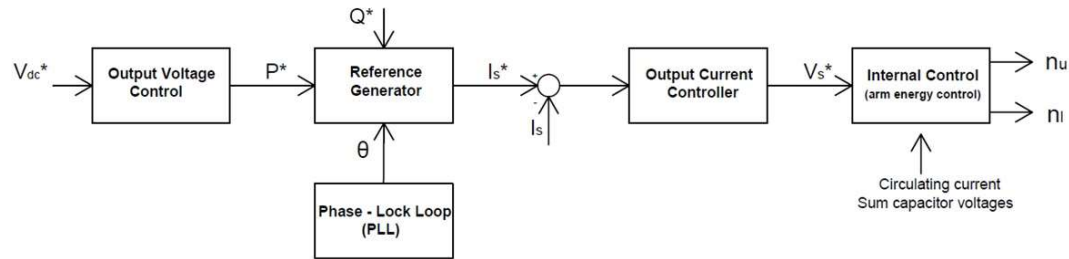 Q*
Vdc*
Output Voltage
Control
P*
Reference
Generator
Is*
+
-
Is
Output Current
Controller
Vs*
Internal Control
(arm energy control)
nu
nl
θ
Phase - Lock Loop
(PLL)
Circulating current
Sum capacitor voltages